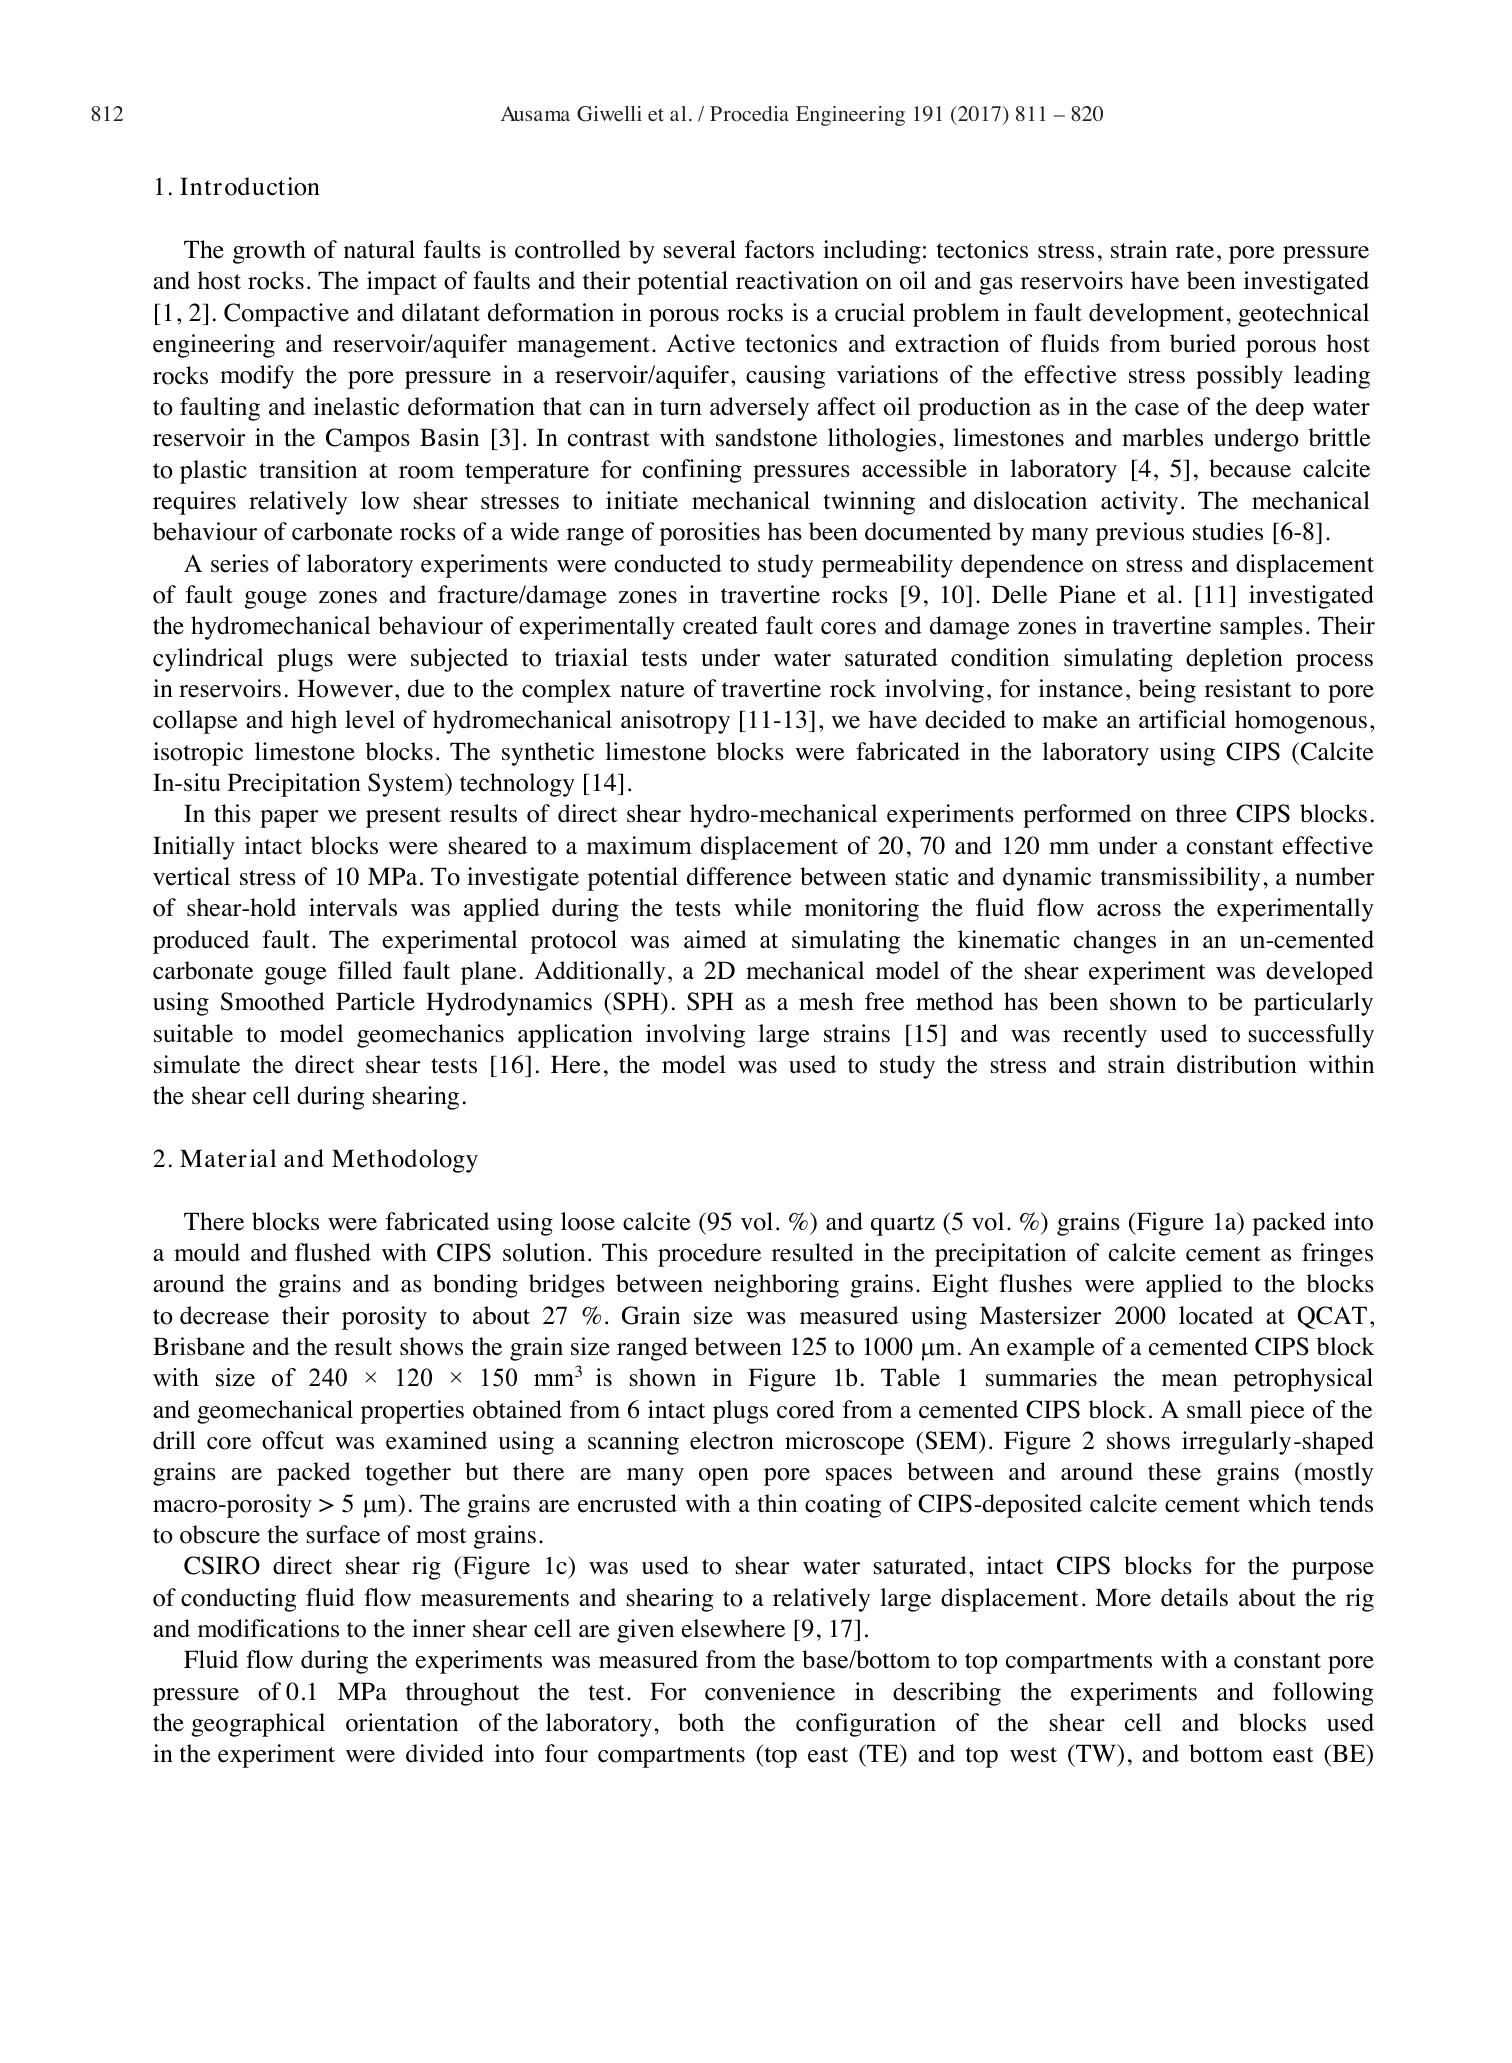 812
Ausama Giwelli et al. / Procedia Engineering 191 (2017) 811 – 820
1. Introduction
The growth of natural faults is controlled by several factors including: tectonics stress, strain rate, pore pressure
and host rocks. The impact of faults and their potential reactivation on oil and gas reservoirs have been investigated
[1, 2]. Compactive and dilatant deformation in porous rocks is a crucial problem in fault development, geotechnical
engineering and reservoir/aquifer management. Active tectonics and extraction of fluids from buried porous host
rocks modify the pore pressure in a reservoir/aquifer, causing variations of the effective stress possibly leading
to faulting and inelastic deformation that can in turn adversely affect oil production as in the case of the deep water
reservoir in the Campos Basin [3]. In contrast with sandstone lithologies, limestones and marbles undergo brittle
to plastic transition at room temperature for confining pressures accessible in laboratory [4, 5], because calcite
requires relatively low shear stresses to initiate mechanical twinning and dislocation activity. The mechanical
behaviour of carbonate rocks of a wide range of porosities has been documented by many previous studies [6-8].
A series of laboratory experiments were conducted to study permeability dependence on stress and displacement
of fault gouge zones and fracture/damage zones in travertine rocks [9, 10]. Delle Piane et al. [11] investigated
the hydromechanical behaviour of experimentally created fault cores and damage zones in travertine samples. Their
cylindrical plugs were subjected to triaxial tests under water saturated condition simulating depletion process
in reservoirs. However, due to the complex nature of travertine rock involving, for instance, being resistant to pore
collapse and high level of hydromechanical anisotropy [11-13], we have decided to make an artificial homogenous,
isotropic limestone blocks. The synthetic limestone blocks were fabricated in the laboratory using CIPS (Calcite
In-situ Precipitation System) technology [14].
In this paper we present results of direct shear hydro-mechanical experiments performed on three CIPS blocks.
Initially intact blocks were sheared to a maximum displacement of 20, 70 and 120 mm under a constant effective
vertical stress of 10 MPa. To investigate potential difference between static and dynamic transmissibility, a number
of shear-hold intervals was applied during the tests while monitoring the fluid flow across the experimentally
produced fault. The experimental protocol was aimed at simulating the kinematic changes in an un-cemented
carbonate gouge filled fault plane. Additionally, a 2D mechanical model of the shear experiment was developed
using Smoothed Particle Hydrodynamics (SPH). SPH as a mesh free method has been shown to be particularly
suitable to model geomechanics application involving large strains [15] and was recently used to successfully
simulate the direct shear tests [16]. Here, the model was used to study the stress and strain distribution within
the shear cell during shearing.
2. Material and Methodology
There blocks were fabricated using loose calcite (95 vol. %) and quartz (5 vol. %) grains (Figure 1a) packed into
a mould and flushed with CIPS solution. This procedure resulted in the precipitation of calcite cement as fringes
around the grains and as bonding bridges between neighboring grains. Eight flushes were applied to the blocks
to decrease their porosity to about 27 %. Grain size was measured using Mastersizer 2000 located at QCAT,
Brisbane and the result shows the grain size ranged between 125 to 1000 µm. An example of a cemented CIPS block
with size of 240 × 120 × 150 mm³ is shown in Figure 1b. Table 1 summaries the mean petrophysical
and geomechanical properties obtained from 6 intact plugs cored from a cemented CIPS block. A small piece of the
drill core offcut was examined using a scanning electron microscope (SEM). Figure 2 shows irregularly-shaped
grains are packed together but there are many open pore spaces between and around these grains (mostly
macro-porosity > 5 µm). The grains are encrusted with a thin coating of CIPS-deposited calcite cement which tends
to obscure the surface of most grains.
CSIRO direct shear rig (Figure 1c) was used to shear water saturated, intact CIPS blocks for the purpose
of conducting fluid flow measurements and shearing to a relatively large displacement. More details about the rig
and modifications to the inner shear cell are given elsewhere [9, 17].
Fluid flow during the experiments was measured from the base/bottom to top compartments with a constant pore
pressure of 0.1 MPa throughout the test. For convenience in describing the experiments and following
the geographical orientation of the laboratory, both the configuration of the shear cell and blocks used
in the experiment were divided into four compartments (top east (TE) and top west (TW), and bottom east (BE)